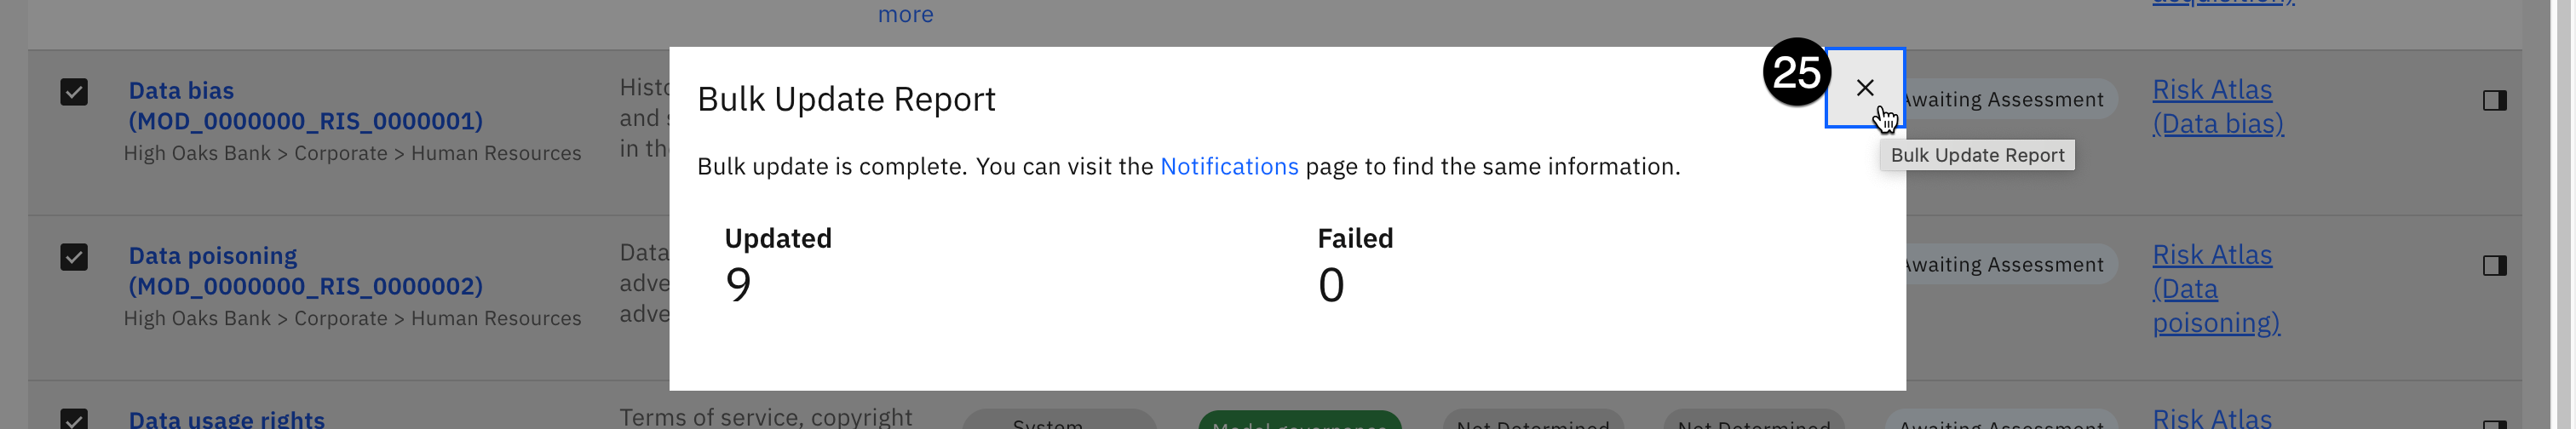 more
acquisition)
25
Bulk Update Report
Bulk update is complete. You can visit the Notifications page to find the same information.
Updated
9
Failed
0
Bulk Update Report
Data bias
(MOD_0000000_RIS_0000001)
High Oaks Bank > Corporate > Human Resources
and
in
Awaiting Assessment
Risk Atlas
(Data bias)
Data poisoning
(MOD_0000000_RIS_0000002)
High Oaks Bank > Corporate > Human Resources
Data
Awaiting Assessment
Risk Atlas
(Data
poisoning)
Data usage rights
Terms of service, copyright
System
Model governance
Not Determined
Not Determined
Awaiting Assessment
Risk Atlas